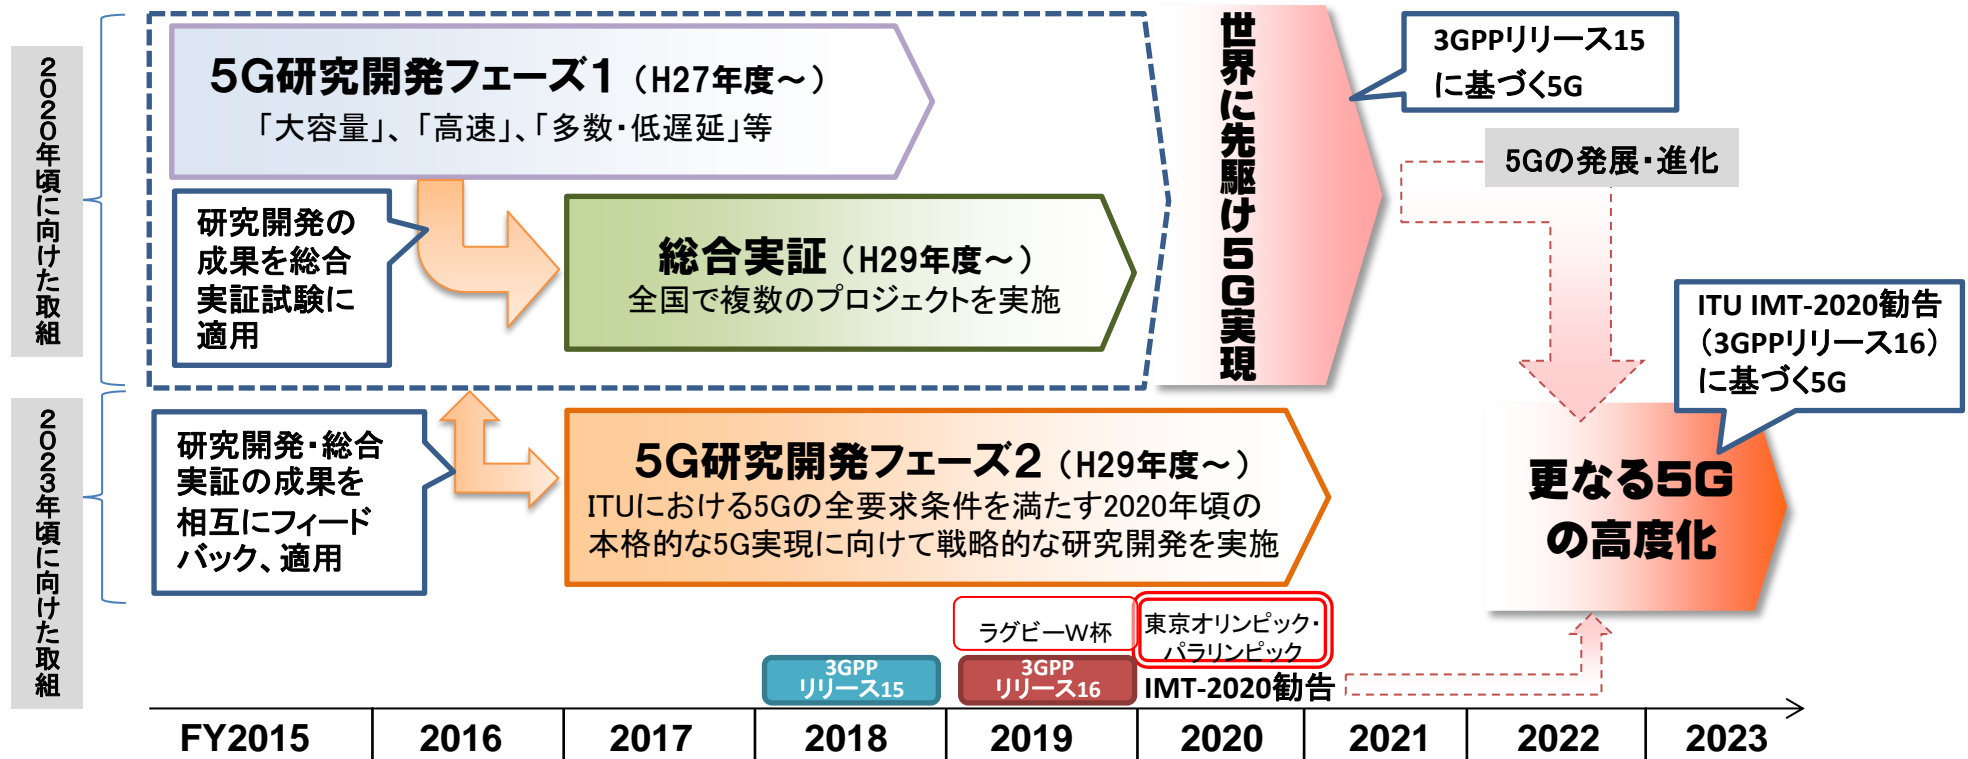 2020年頃に向けた取組
5G研究開発フェーズ1（H27年度～）
「大容量」、「高速」、「多数・低遅延」等
研究開発の
成果を総合
実証試験に
適用
総合実証（H29年度～）
全国で複数のプロジェクトを実施
世界に先駆け5G実現
3GPPリリース15
に基づく5G
5Gの発展・進化
ITU IMT-2020勧告
（3GPPリリース16）
に基づく5G
2023年頃に向けた取組
研究開発・総合
実証の成果を
相互にフィード
バック、適用
5G研究開発フェーズ2（H29年度～）
ITUにおける5Gの全要求条件を満たす2020年頃の
本格的な5G実現に向けて戦略的な研究開発を実施
更なる5G
の高度化
ラグビーW杯
東京オリンピック・
パラリンピック
3GPP
リリース15
3GPP
リリース16
IMT-2020勧告
FY2015
2016
2017
2018
2019
2020
2021
2022
2023